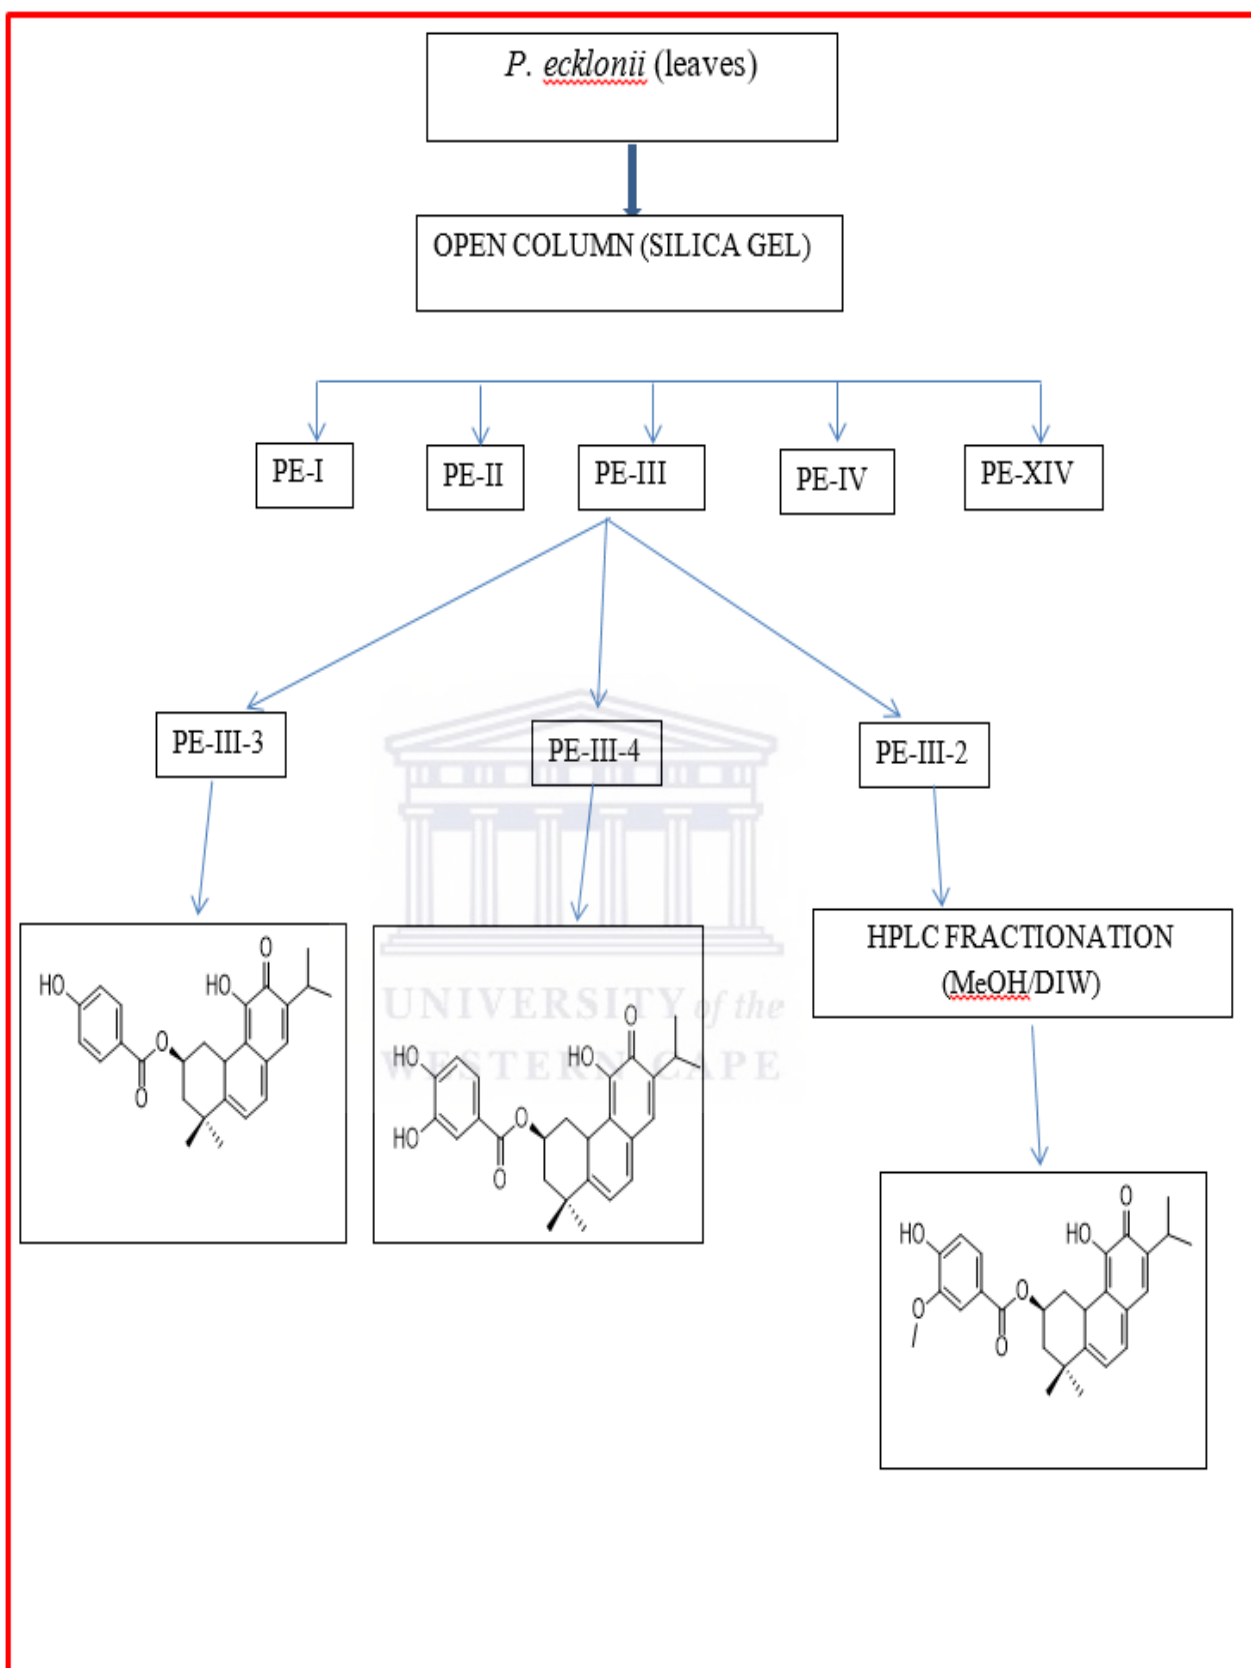 P. ecklonii (leaves)
OPEN COLUMN (SILICA GEL)
PE-I
PE-II
PE-III
PE-IV
PE-XIV
PE-III-3
PE-III-4
PE-III-2
HPLC FRACTIONATION
(MeOH/DIW)
UNIVERSITY of the
WESTERN CAPE
HO
O
HO
O
O
HO
HO
O
HO
O
O
HO
O
O
HO
O
O